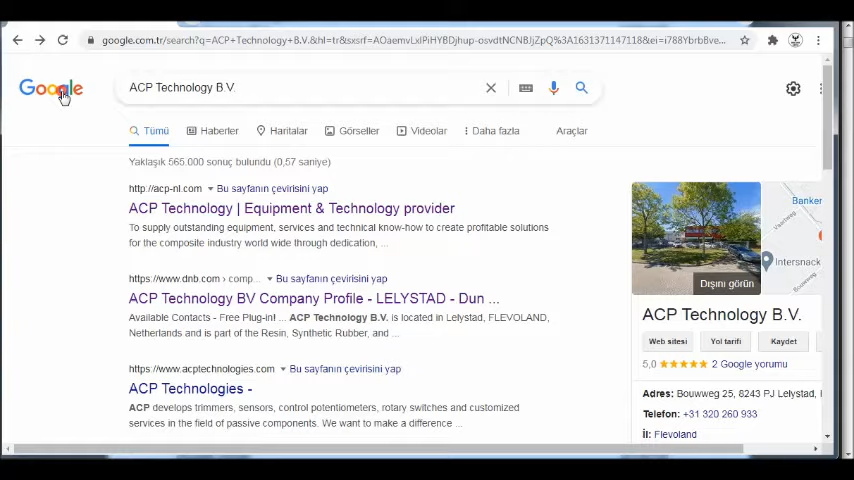 google.com.tr/search?q=ACP+Technology+B.V.&hl=tr&sxsrf=AOaemvLxlPiHYBDjhup-osvdtNCNBJjZpQ%3A1631371147118&ei=i788YbrbBve...
Google
ACP Technology B.V.
Tümü
Haberler
Haritalar
Görseller
Videolar
Daha fazla
Araçlar
Yaklaşık 565.000 sonuç bulundu (0,57 saniye)
http://acp-nl.com Bu sayfanın çevirisini yap
ACP Technology | Equipment & Technology provider
To supply outstanding equipment, services and technical know-how to create profitable solutions
for the composite industry world wide through dedication, ...
https://www.dnb.com › comp... Bu sayfanın çevirisini yap
ACP Technology BV Company Profile - LELYSTAD - Dun ...
Available Contacts - Free Plug-in! ... ACP Technology B.V. is located in Lelystad, FLEVOLAND,
Netherlands and is part of the Resin, Synthetic Rubber, and ...
https://www.acptechnologies.com Bu sayfanın çevirisini yap
ACP Technologies -
ACP develops trimmers, sensors, control potentiometers, rotary switches and customized
services in the field of passive components. We want to make a difference ...
Banker
Vaartweg
Intersnack
Bouwweg
Dışını görün
ACP Technology B.V.
Web sitesi
Yol tarifi
Kaydet
5,0 2 Google yorumu
Adres: Bouwweg 25, 8243 PJ Lelystad,
Telefon: +31 320 260 933
İl: Flevoland